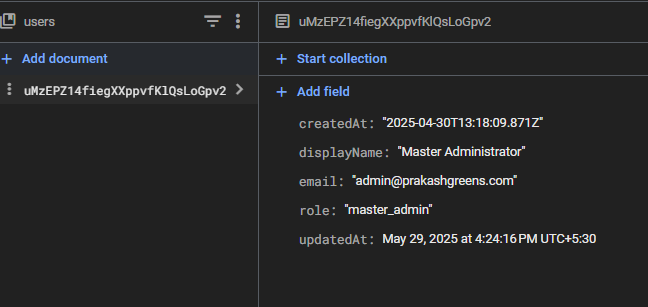 users
uMzEPZ14fiegXXppvfKlQsLoGpv2
+ Add document
+ Start collection
uMzEPZ14fiegXXppvfKlQsLoGpv2
+ Add field
createdAt: "2025-04-30T13:18:09.871Z"
displayName: "Master Administrator"
email: "admin@prakashgreens.com"
role: "master_admin"
updatedAt: May 29, 2025 at 4:24:16 PM UTC+5:30